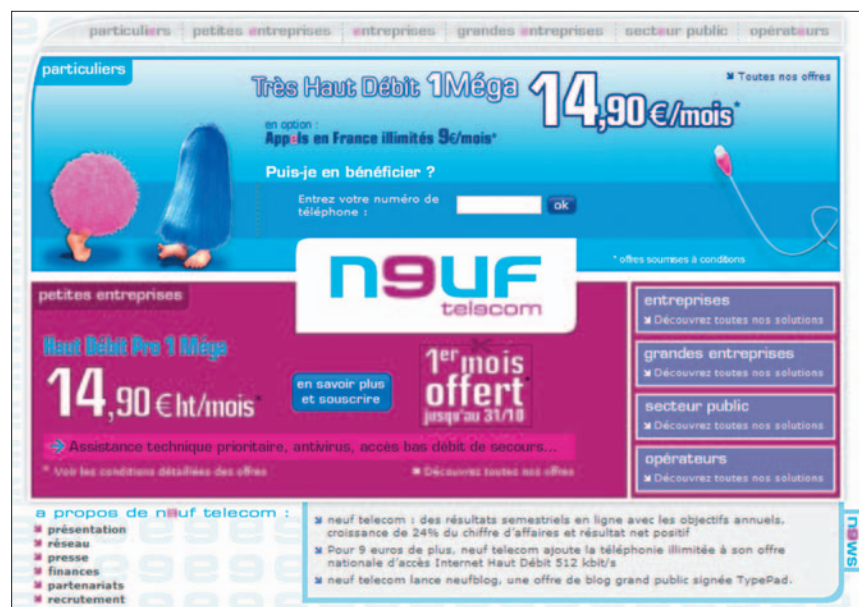 particuliers petites entreprises entreprises grandes entreprises secteur public opérateurs
particuliers
Très Haut Débit 1Méga 14,90€/mois*
Toutes nos offres
en option :
Appels en France illimités 9€/mois*
Puis-je en bénéficier ?
Entrez votre numéro de
téléphone :
ok
* offres soumises à conditions
n9uf
telecom
petites entreprises
Haut Débit Pro 1 Méga
14,90 € ht/mois*
en savoir plus
et souscrire
1er mois
offert*
jusqu'au 31/10
Assistance technique prioritaire, antivirus, accès bas débit de secours...
* Voir les conditions détaillées des offres
Découvrez toutes nos offres
entreprises
Découvrez toutes nos solutions
grandes entreprises
Découvrez toutes nos solutions
secteur public
Découvrez toutes nos solutions
opérateurs
Découvrez toutes nos solutions
a propos de n9uf telecom :
présentation
réseau
presse
finances
partenariats
recrutement
neuf telecom : des résultats semestriels en ligne avec les objectifs annuels,
croissance de 24% du chiffre d'affaires et résultat net positif
Pour 9 euros de plus, neuf telecom ajoute la téléphonie illimitée à son offre
nationale d'accès Internet Haut Débit 512 kbit/s
neuf telecom lance neufblog, une offre de blog grand public signée TypePad.
n9ws